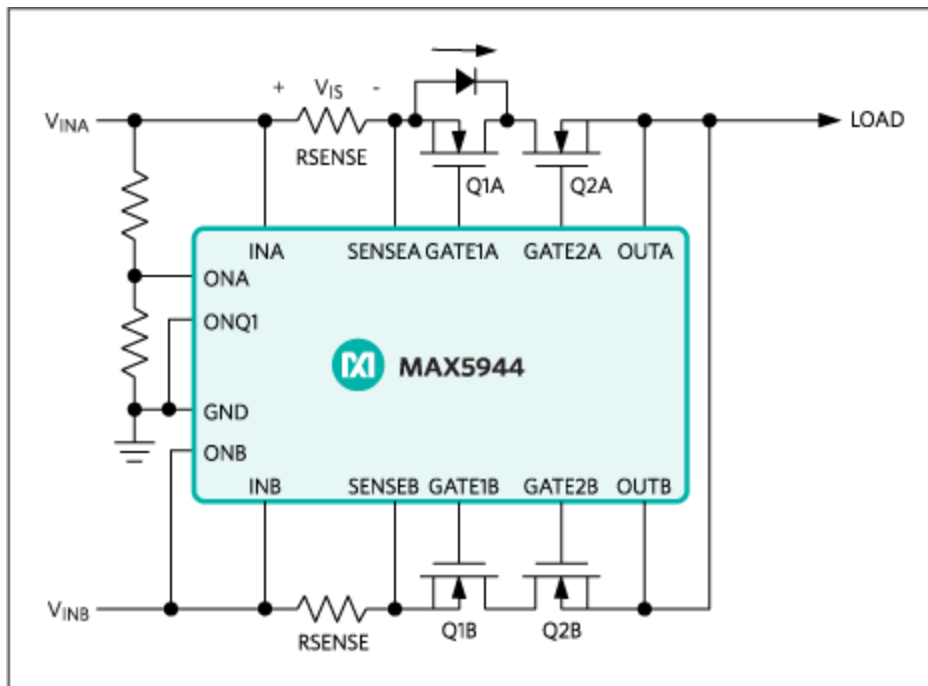 + VIS -
VINA
LOAD
RSENSE
Q1A
Q2A
INA
SENSEA
GATE1A
GATE2A
OUTA
ONA
ONQ1
MAX5944
GND
ONB
INB
SENSEB
GATE1B
GATE2B
OUTB
VINB
RSENSE
Q1B
Q2B